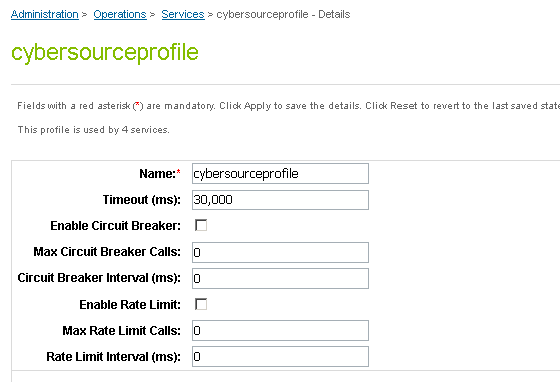 Administration > Operations > Services > cybersourceprofile - Details
cybersourceprofile
Fields with a red asterisk (*) are mandatory. Click Apply to save the details. Click Reset to revert to the last saved state
This profile is used by 4 services.
Name:* cybersourceprofile
Timeout (ms): 30,000
Enable Circuit Breaker:
Max Circuit Breaker Calls: 0
Circuit Breaker Interval (ms): 0
Enable Rate Limit:
Max Rate Limit Calls: 0
Rate Limit Interval (ms): 0